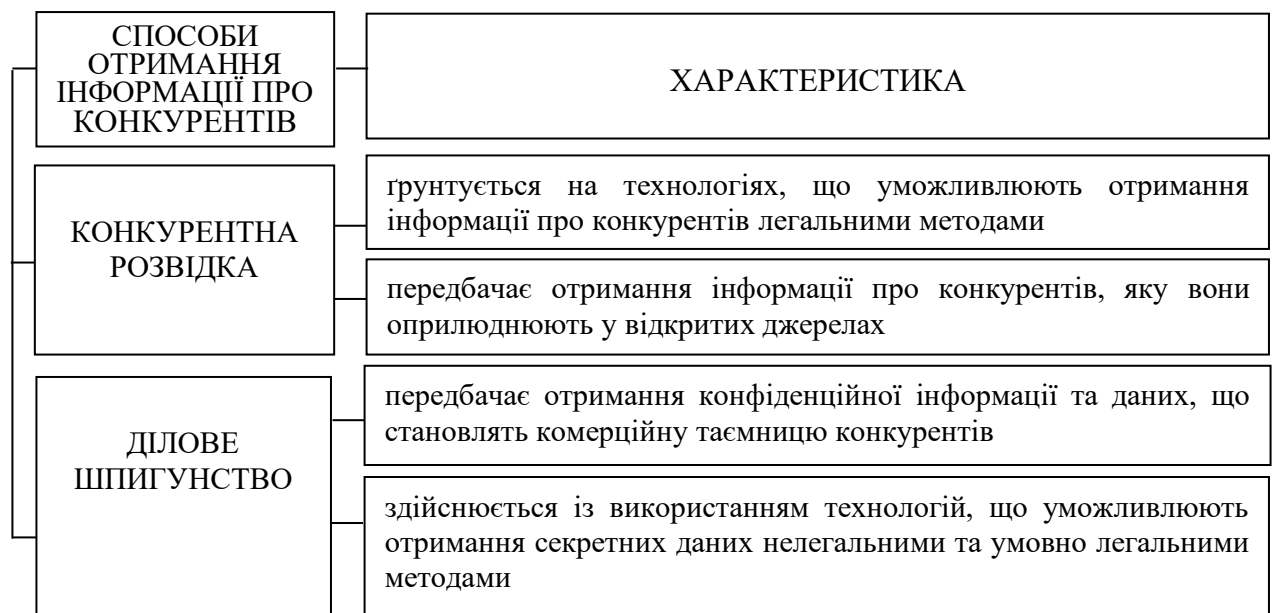 СПОСОБИ
ОТРИМАННЯ
ІНФОРМАЦІЇ ПРО
КОНКУРЕНТІВ
ХАРАКТЕРИСТИКА
КОНКУРЕНТНА
РОЗВІДКА
ґрунтується на технологіях, що уможливлюють отримання
інформації про конкурентів легальними методами
передбачає отримання інформації про конкурентів, яку вони
оприлюднюють у відкритих джерелах
ДІЛОВЕ
ШПИГУНСТВО
передбачає отримання конфіденційної інформації та даних, що
становлять комерційну таємницю конкурентів
здійснюється із використанням технологій, що уможливлюють
отримання секретних даних нелегальними та умовно легальними
методами